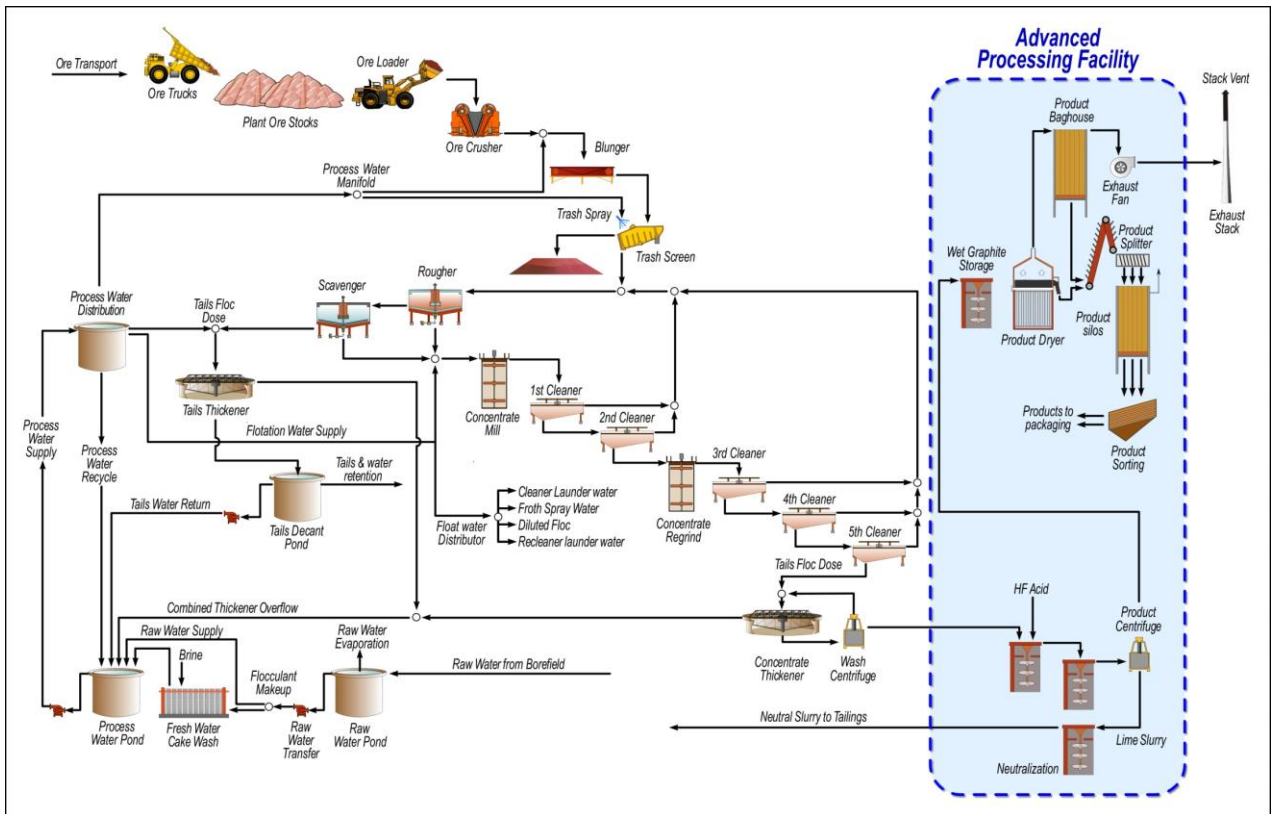 Advanced
Processing Facility
Ore Transport
Ore Trucks
Plant Ore Stocks
Ore Loader
Ore Crusher
Blunger
Process Water
Manifold
Trash Spray
Trash Screen
Product
Baghouse
Exhaust
Fan
Stack Vent
Exhaust
Stack
Product
Splitter
Wet Graphite
Storage
Product Dryer
Product
silos
Products to
packaging
Product
Sorting
Process Water
Distribution
Tails Floc
Dose
Scavenger
Rougher
Tails Thickener
Concentrate
Mill
1st Cleaner
2nd Cleaner
3rd Cleaner
4th Cleaner
5th Cleaner
Concentrate
Regrind
Process
Water
Supply
Process
Water
Recycle
Flotation Water Supply
Tails & water
retention
Tails Water Return
Tails Decant
Pond
Float water
Distributor
Cleaner Launder water
Froth Spray Water
Diluted Floc
Recleaner launder water
Tails Floc Dose
Combined Thickener Overflow
Raw Water Supply
Brine
Flocculant
Makeup
Raw Water
Evaporation
Raw Water from Borefield
Process
Water Pond
Fresh Water
Cake Wash
Raw
Water
Transfer
Raw
Water Pond
Concentrate
Thickener
Wash
Centrifuge
HF Acid
Product
Centrifuge
Neutral Slurry to Tailings
Lime Slurry
Neutralization